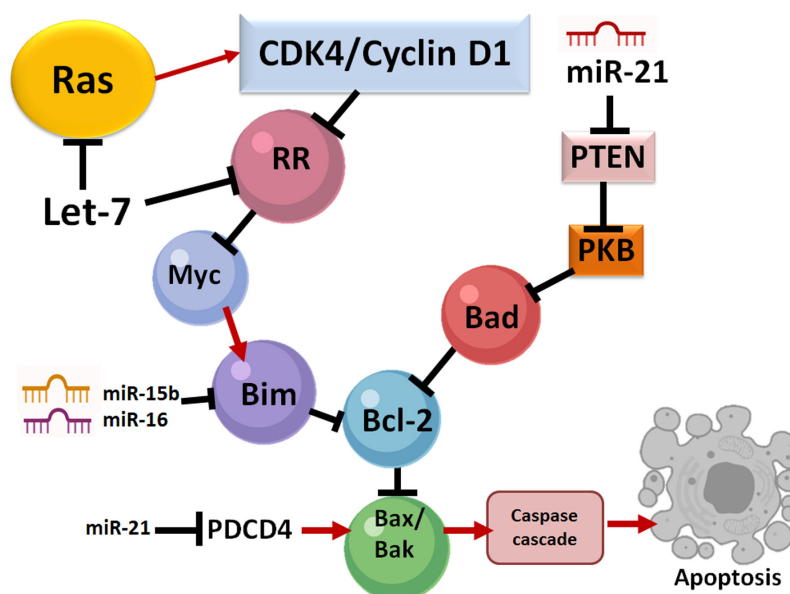 Ras
CDK4/Cyclin D1
miR-21
RR
PTEN
Let-7
Myc
PKB
Bad
miR-15b
miR-16
Bim
Bcl-2
miR-21
PDCD4
Bax/
Bak
Caspase
cascade
Apoptosis